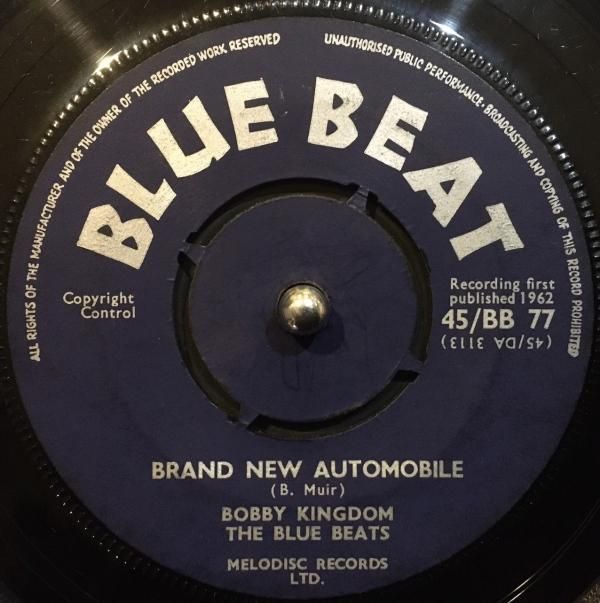 ALL RIGHTS OF THE MANUFACTURER AND OF THE OWNER OF THE RECORDED WORK RESERVED
UNAUTHORISED PUBLIC PERFORMANCE. BROADCASTING AND COPYING OF THIS RECORD PROHIBITED
BLUE BEAT
Copyright
Control
Recording first
published 1962
45/BB 77
(45/DA 3113)
BRAND NEW AUTOMOBILE
(B. Muir)
BOBBY KINGDOM
THE BLUE BEATS
MELODISC RECORDS
LTD.